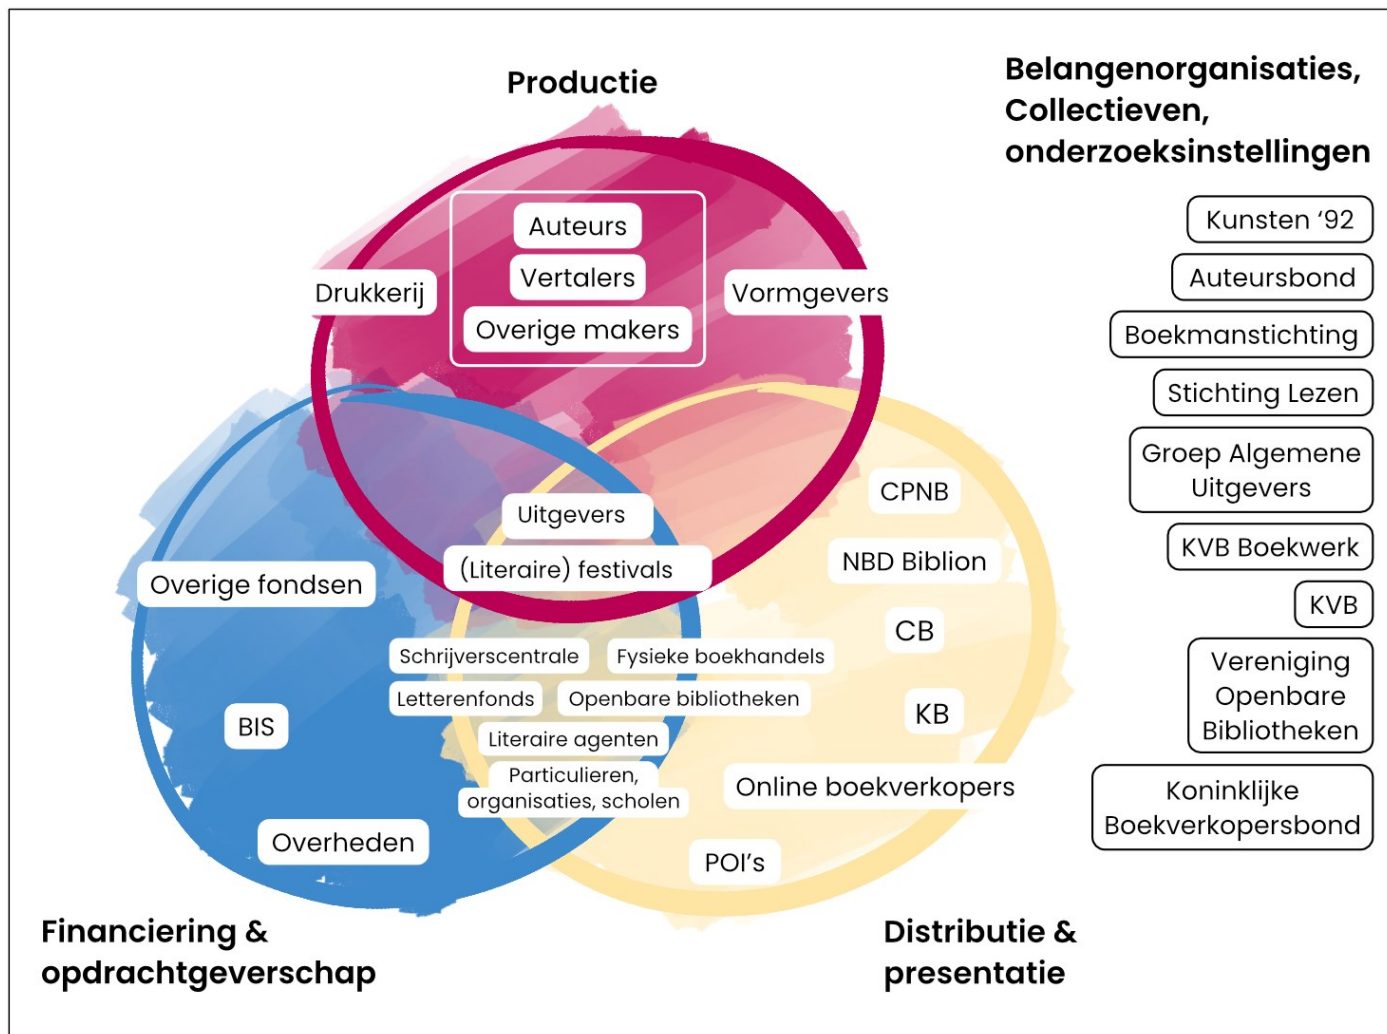 Productie
Auteurs
Vertalers
Overige makers
Drukkerij
Vormgevers
Uitgevers
(Literaire) festivals
Overige fondsen
BIS
Overheden
Schrijverscentrale
Fysieke boekhandels
Letterenfonds
Openbare bibliotheken
Literaire agenten
Particulieren,
organisaties, scholen
CPNB
NBD Biblion
CB
KB
Online boekverkopers
POI’s
Financiering &
opdrachtgeverschap
Distributie &
presentatie
Belangenorganisaties,
Collectieven,
onderzoeksinstellingen
Kunsten ‘92
Auteursbond
Boekmanstichting
Stichting Lezen
Groep Algemene
Uitgevers
KVB Boekwerk
KVB
Vereniging
Openbare
Bibliotheken
Koninklijke
Boekverkopersbond